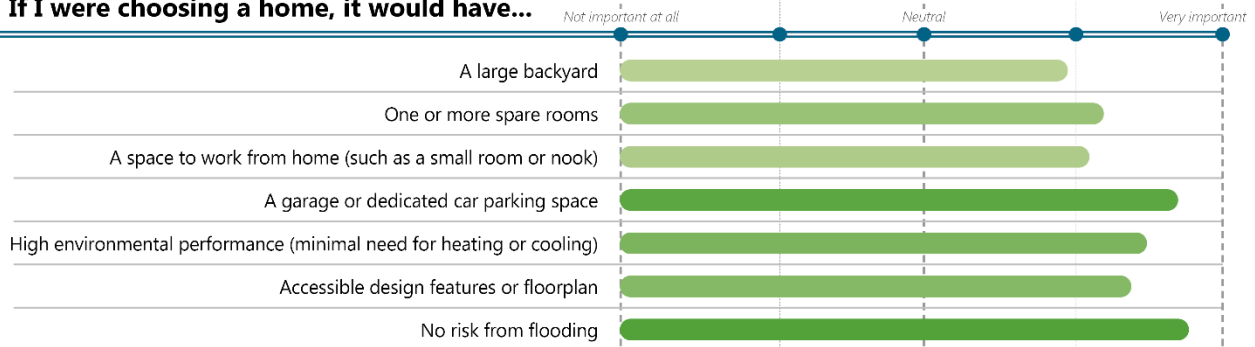 If I were choosing a home, it would have...
Not important at all
Neutral
Very important
A large backyard
One or more spare rooms
A space to work from home (such as a small room or nook)
A garage or dedicated car parking space
High environmental performance (minimal need for heating or cooling)
Accessible design features or floorplan
No risk from flooding